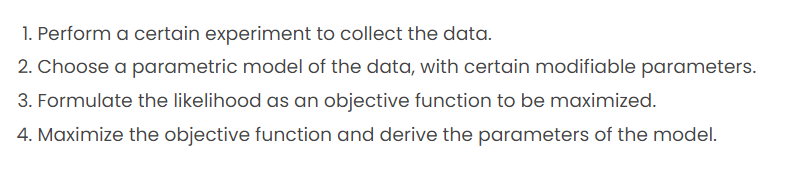 1. Perform a certain experiment to collect the data.
2. Choose a parametric model of the data, with certain modifiable parameters.
3. Formulate the likelihood as an objective function to be maximized.
4. Maximize the objective function and derive the parameters of the model.